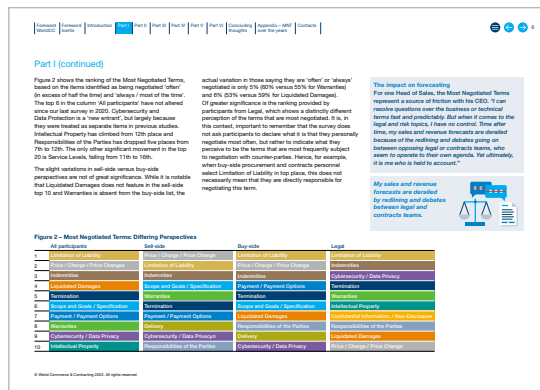 Foreword WorldCC
Foreword Icertis
Introduction
Part I
Part II
Part III
Part IV
Part V
Part VI
Concluding thoughts
Appendix – MNT over the years
Contacts
6
Part I (continued)
Figure 2 shows the ranking of the Most Negotiated Terms,
based on the items identified as being negotiated 'often'
(in excess of 35% of the time) and 'always / most of the time'.
The top 6 in the column 'All participants' have not altered
since our last survey in 2020. Cybersecurity and
Data Protection is a 'new entrant', but largely because
they were treated as separate items in previous studies.
Intellectual Property has climbed from 12th place and
Responsibilities of the Parties has dropped five places from
7th to 12th. The only other significant movement in the top
20 is Service Levels, falling from 11th to 16th.
The slight variations in sell-side versus buy-side
perspectives are not of great significance. While it is notable
that Liquidated Damages does not feature in the sell-side
top 10 and Warranties is absent from the buy-side list, the
actual variation in those saying they are 'often' or 'always'
negotiated is only 5% (60% versus 55% for Warranties)
and 6% (53% versus 59% for Liquidated Damages).
Of greater significance is the ranking provided by
participants from Legal, which shows a distinctly different
perception of the terms that are most negotiated. It is, in
this context, important to remember that the survey does
not ask participants to declare what it is that they personally
negotiate most often, but rather to indicate what they
perceive to be the terms that are most frequently subject
to negotiation with counter-parties. Hence, for example,
when buy-side procurement and contracts personnel
select Limitation of Liability in top place, this does not
necessarily mean that they are directly responsible for
negotiating this term.
The impact on forecasting
For one Head of Sales, the Most Negotiated Terms
represent a source of friction with his CEO. "I can
resolve questions over the business or technical
terms fast and predictably. But when it comes to the
legal and risk topics, I have no control. Time after
time, my sales and revenue forecasts are derailed
because of the redlining and debates going on
between opposing legal or contracts teams, who
seem to operate to their own agenda. Yet ultimately,
it is me who is held to account."
My sales and revenue
forecasts are derailed
by redlining and debates
between legal and
contracts teams.
Figure 2 – Most Negotiated Terms: Differing Perspectives
All participants Sell-side Buy-side Legal
1 Limitation of Liability Price / Charge / Price Changes Limitation of Liability Limitation of Liability
2 Price / Charge / Price Changes Limitation of Liability Price / Charge / Price Changes Indemnities
3 Indemnities Indemnities Indemnities Cybersecurity / Data Privacy
4 Liquidated Damages Scope and Goals / Specification Payment / Payment Options Termination
5 Termination Warranties Termination Warranties
6 Scope and Goals / Specification Termination Scope and Goals / Specification Intellectual Property
7 Payment / Payment Options Payment / Payment Options Liquidated Damages Confidential Information / Non-Disclosure
8 Warranties Delivery Responsibilities of the Parties Responsibilities of the Parties
9 Cybersecurity / Data Privacy Cybersecurity / Data Privacyn Delivery Liquidated Damages
10 Intellectual Property Responsibilities of the Parties Cybersecurity / Data Privacy Price / Charge / Price Change
© World Commerce & Contracting 2022. All rights reserved